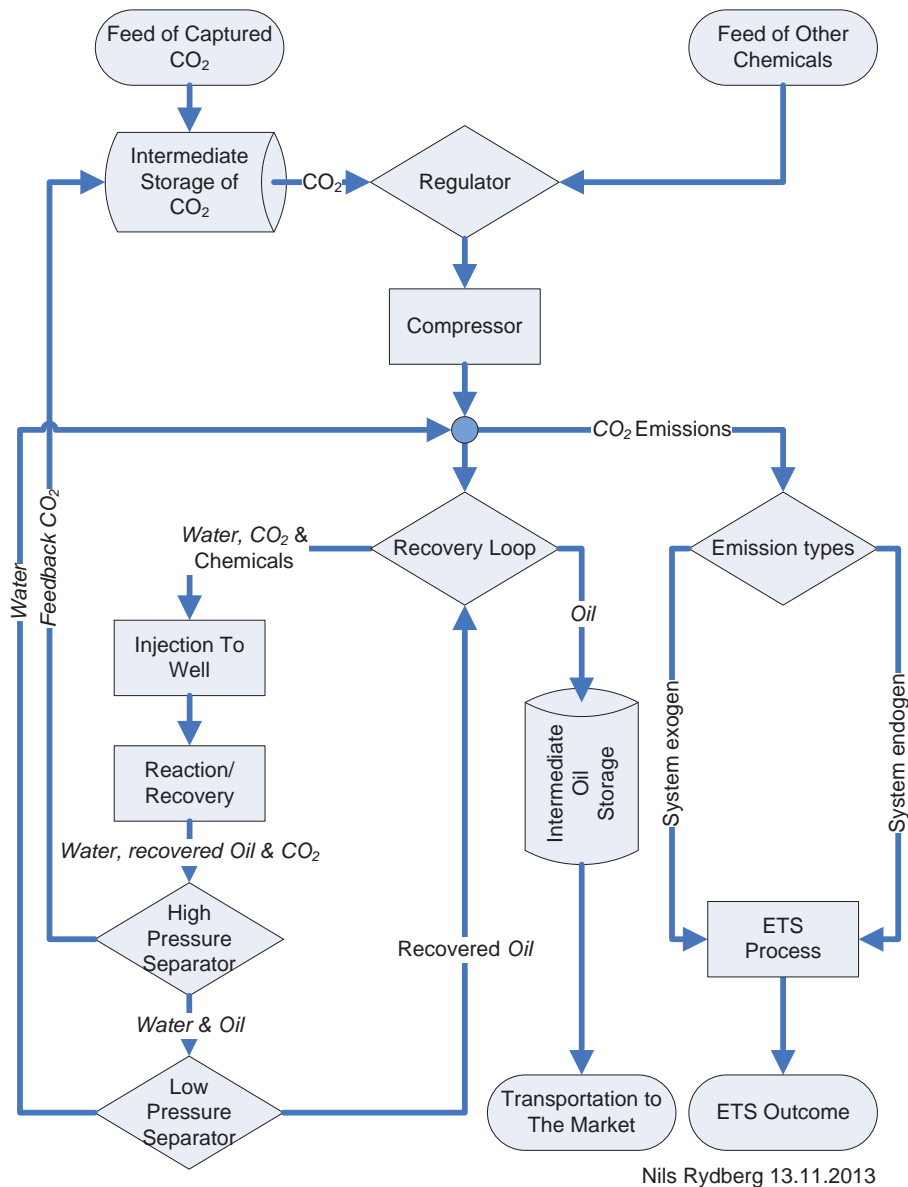 Feed of Captured
CO₂
Feed of Other
Chemicals
Intermediate
Storage of
CO₂
CO₂
Regulator
Compressor
CO₂ Emissions
Water, CO₂ &
Chemicals
Recovery Loop
Emission types
Water
Feedback CO₂
Oil
Injection To
Well
System exogen
System endogen
Intermediate
Oil
Storage
Reaction/
Recovery
Water, recovered Oil & CO₂
High
Pressure
Separator
Recovered Oil
ETS
Process
Water & Oil
Low
Pressure
Separator
Transportation to
The Market
ETS Outcome
Nils Rydberg 13.11.2013